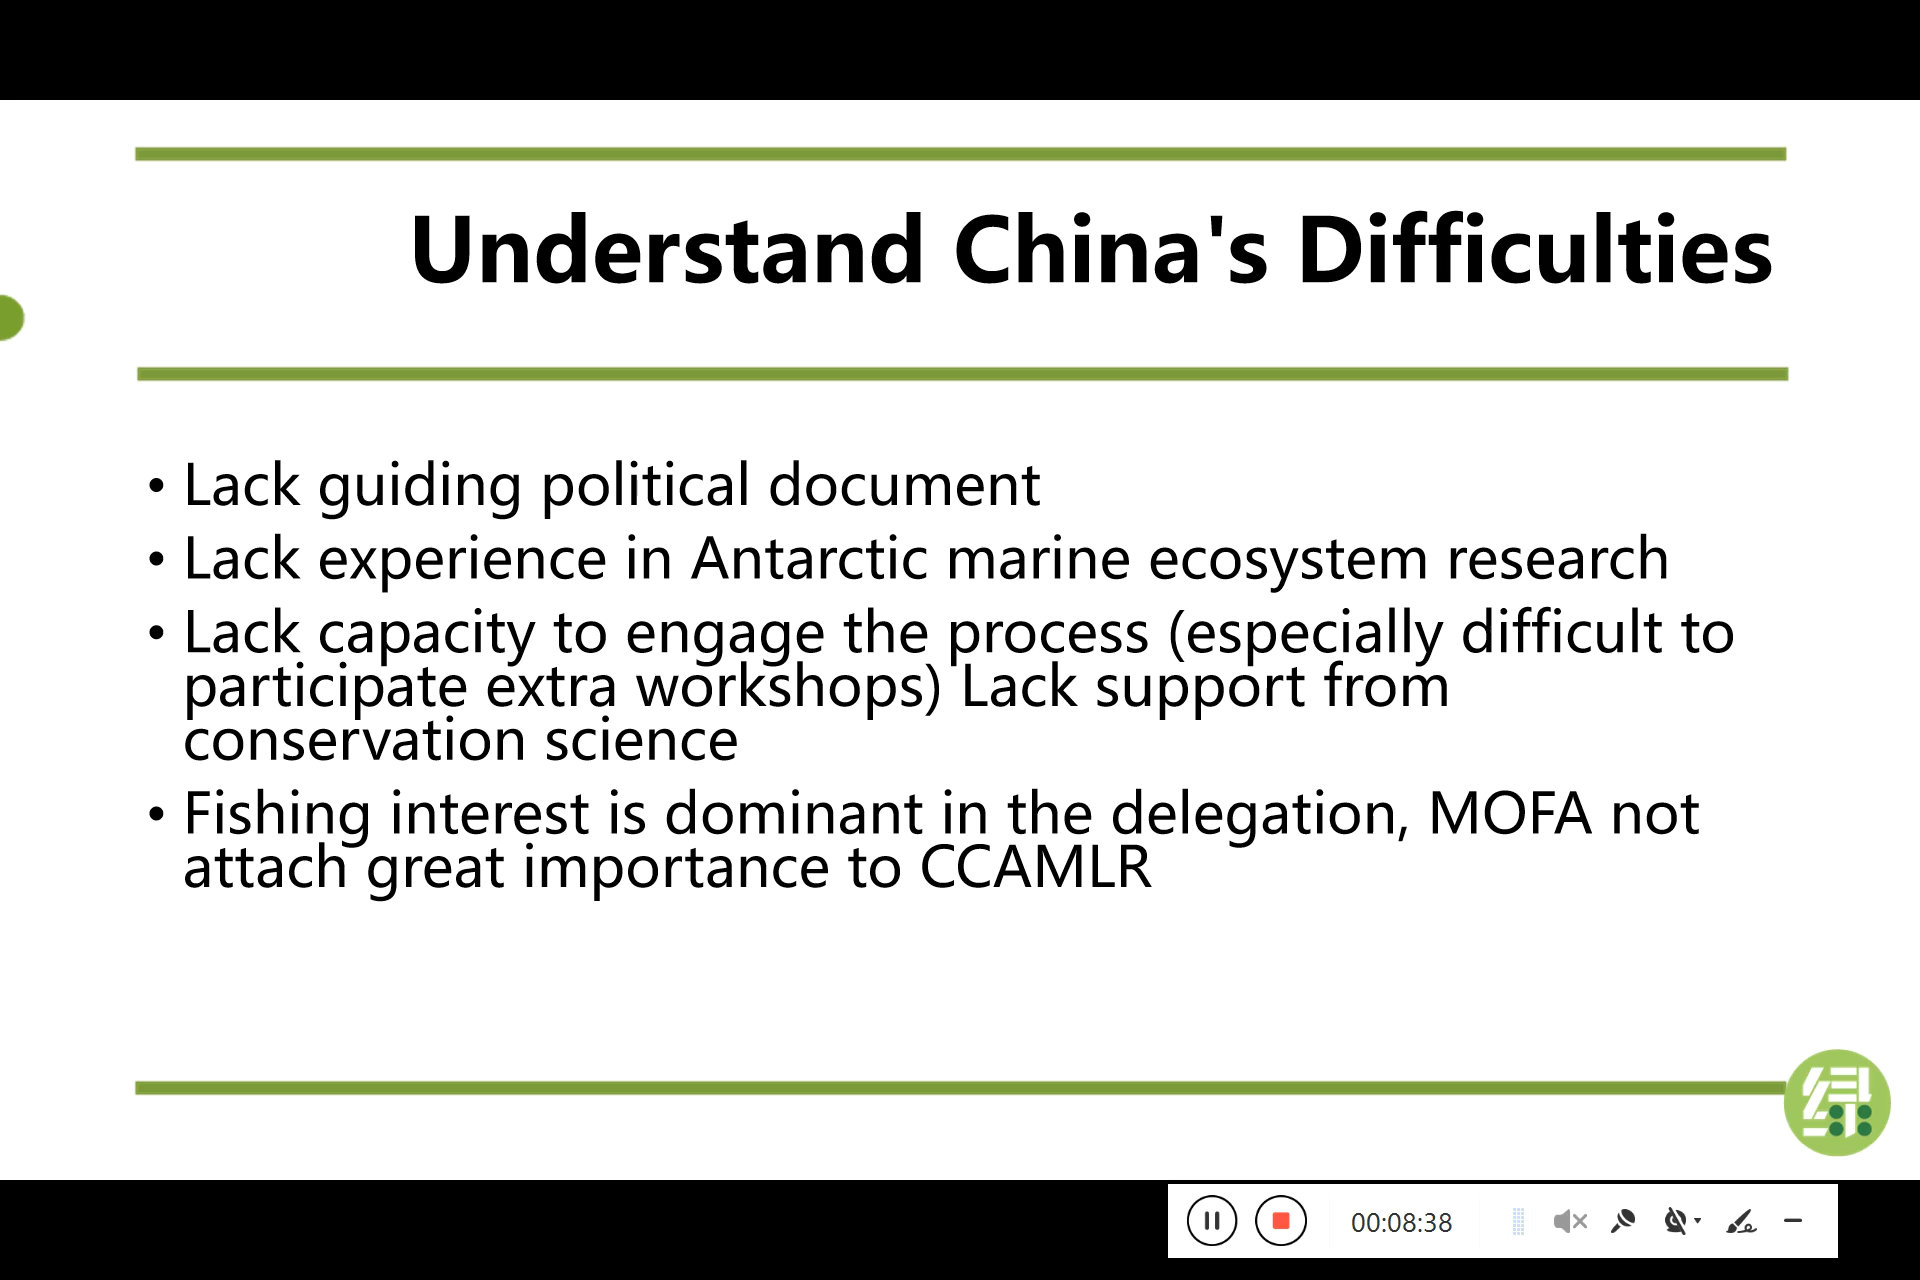 Understand China's Difficulties
• Lack guiding political document
• Lack experience in Antarctic marine ecosystem research
• Lack capacity to engage the process (especially difficult to
participate extra workshops) Lack support from
conservation science
• Fishing interest is dominant in the delegation, MOFA not
attach great importance to CCAMLR
绿
00:08:38